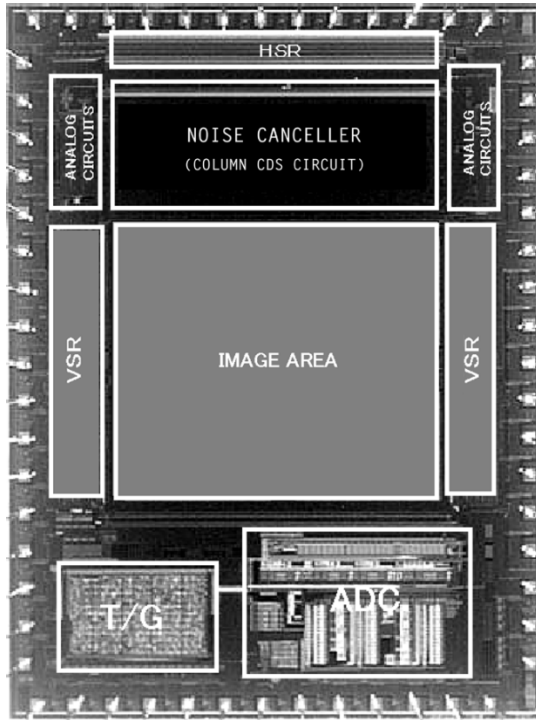 HSR
ANALOG
CIRCUITS
NOISE CANCELLER
(COLUMN CDS CIRCUIT)
ANALOG
CIRCUITS
VSR
IMAGE AREA
VSR
T/G
ADC